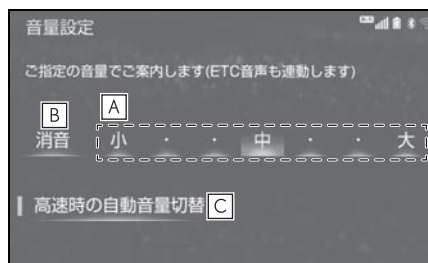 音量設定
ご指定の音量でご案内します(ETC音声も連動します)
B
A
消音 小 ・ ・ 中 ・ ・ 大
高速時の自動音量切替 C